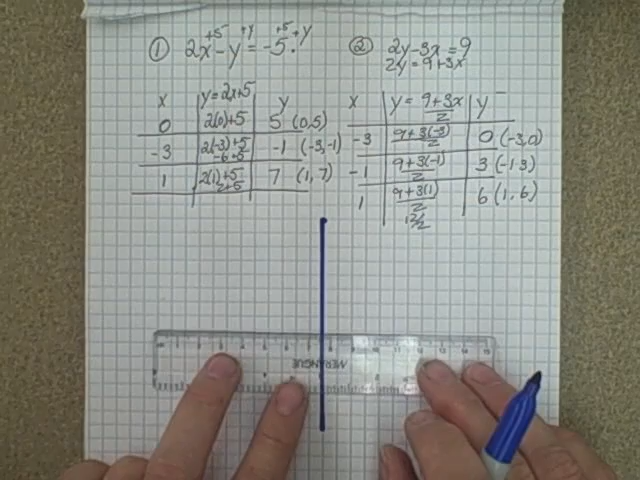 ① 2x - y = -5
+5 +y +5 +y
x | y = 2x+5 | y
0 | 2(0)+5 | 5 (0,5)
-3 | 2(-3)+5 | -1 (-3,-1)
-6+5
1 | 2(1)+5 | 7 (1,7)
2+5
② 2y-3x = 9
2y = 9+3x
x | y = 9+3x/2 | y
-3 | 9+3(-3)/2 | 0 (-3,0)
-1 | 9+3(-1)/2 | 3 (-1,3)
1 | 9+3(1)/2 | 6 (1,6)
12/2
MERANGUE